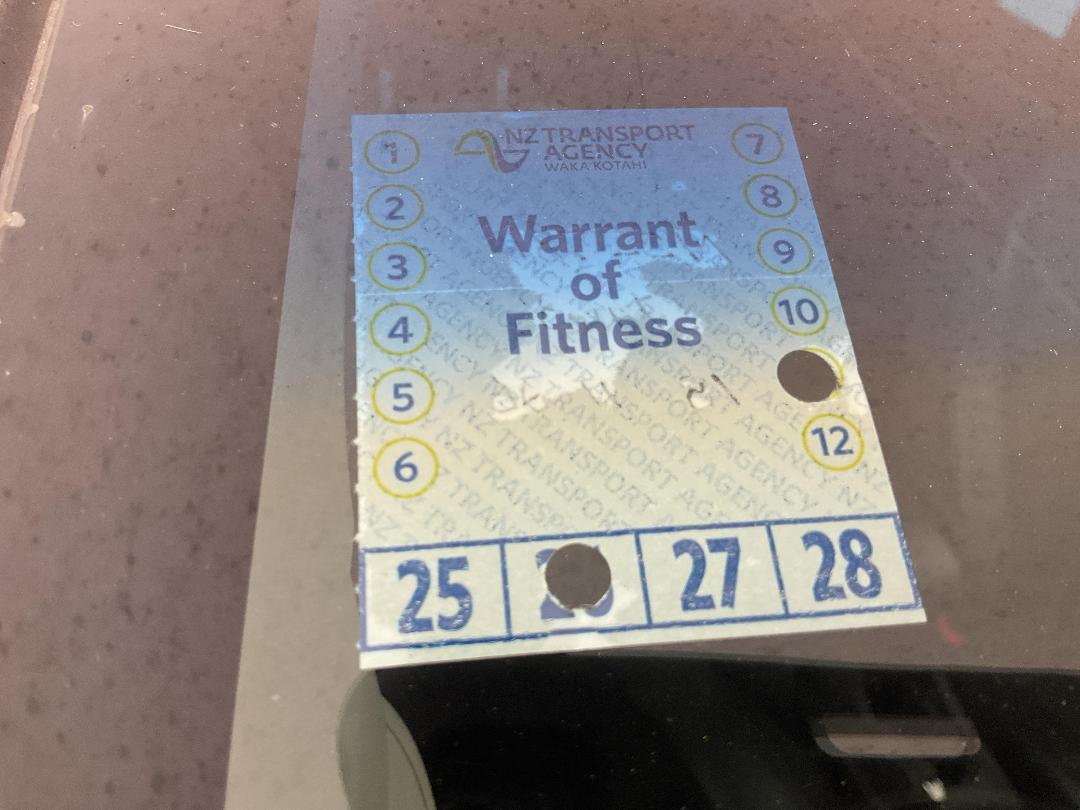 NZ TRANSPORT
AGENCY
WAKA KOTAHI
Warrant
of
Fitness
1
2
3
4
5
6
7
8
9
10
12
25 27 28